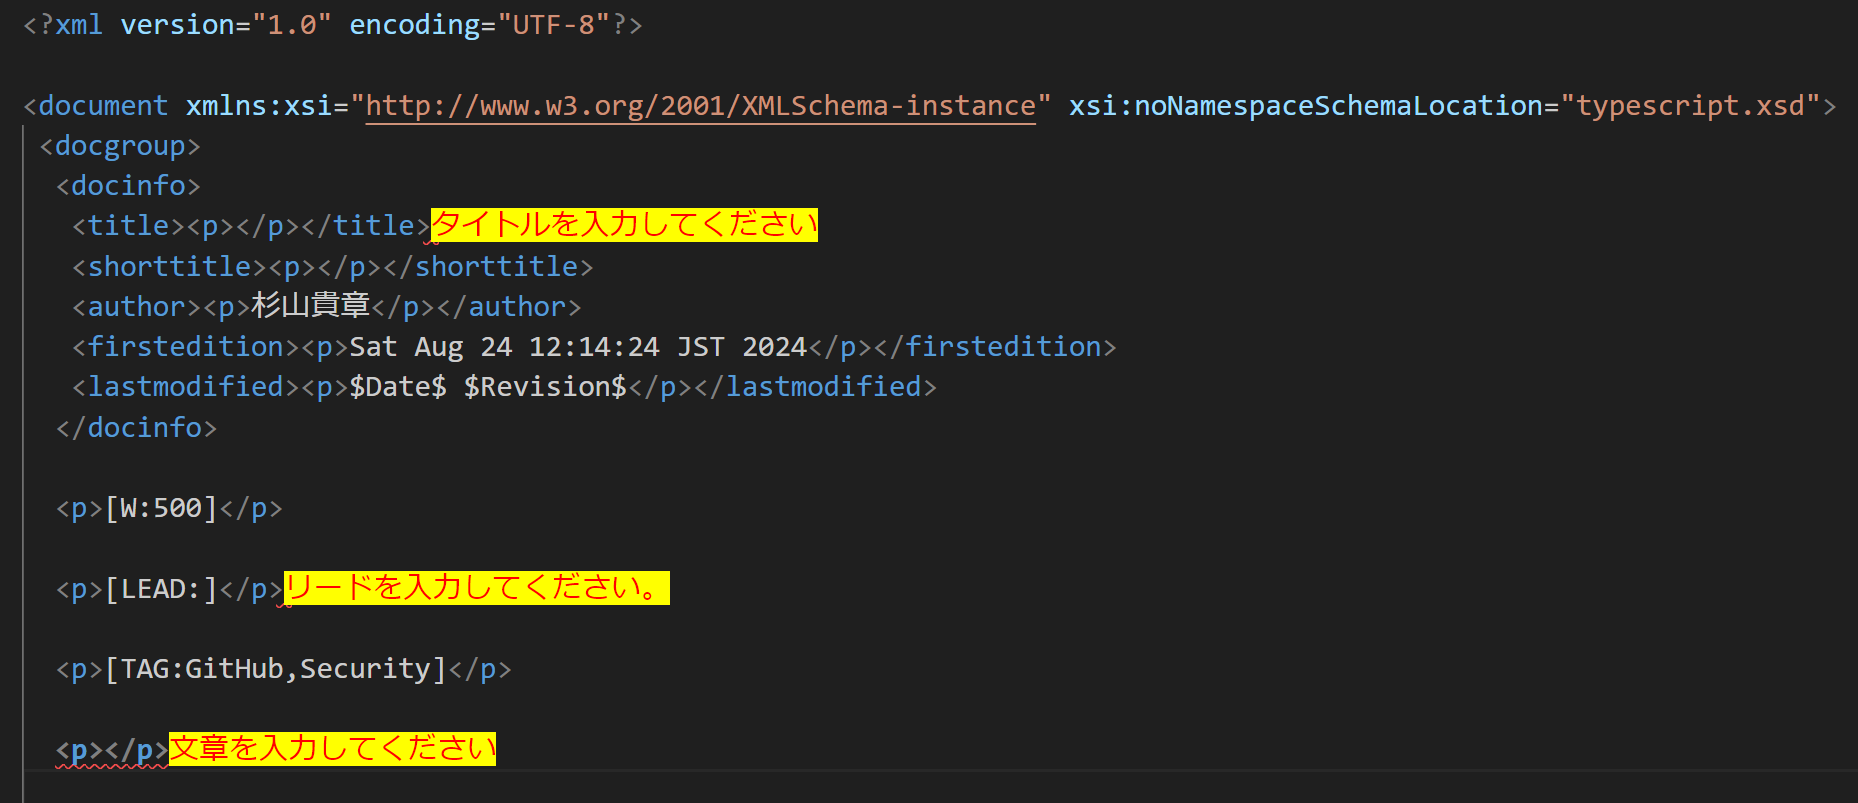 <?xml version="1.0" encoding="UTF-8"?>
<document xmlns:xsi="http://www.w3.org/2001/XMLSchema-instance" xsi:noNamespaceSchemaLocation="typescript.xsd">
<docgroup>
<docinfo>
<title><p></p></title>タイトルを入力してください
<shorttitle><p></p></shorttitle>
<author><p>杉山貴章</p></author>
<firstedition><p>Sat Aug 24 12:14:24 JST 2024</p></firstedition>
<lastmodified><p>$Date$ $Revision$</p></lastmodified>
</docinfo>
<p>[W:500]</p>
<p>[LEAD:]</p>リードを入力してください。
<p>[TAG:GitHub,Security]</p>
<p></p>文章を入力してください